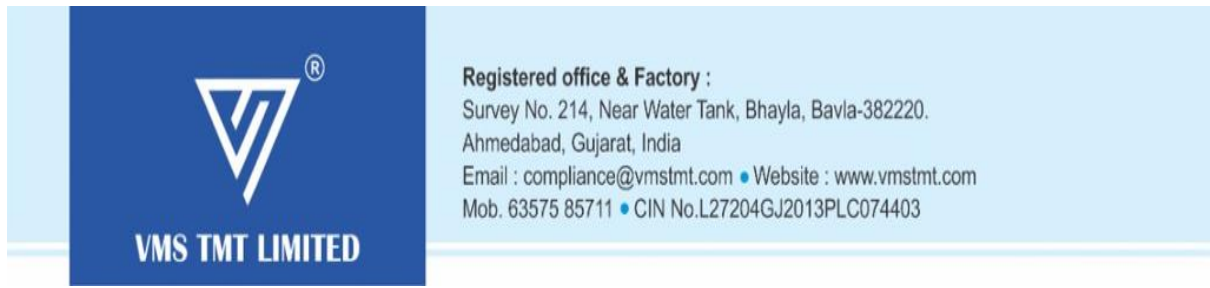 ®
VMS TMT LIMITED
Registered office & Factory :
Survey No. 214, Near Water Tank, Bhayla, Bavla-382220.
Ahmedabad, Gujarat, India
Email : compliance@vmstmt.com ● Website : www.vmstmt.com
Mob. 63575 85711 ● CIN No.L27204GJ2013PLC074403